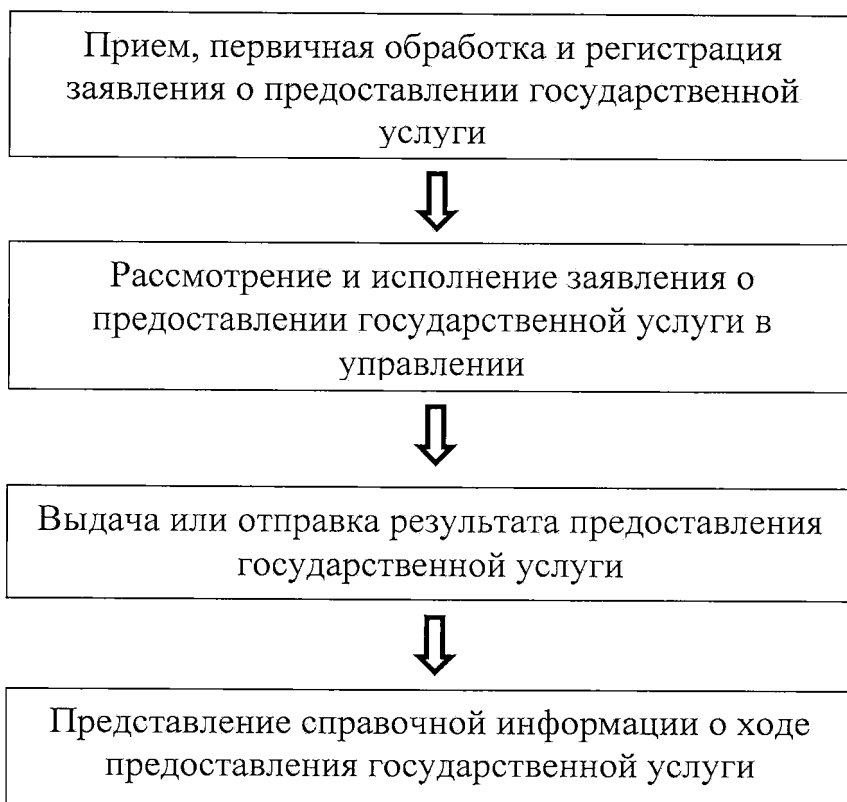 Прием, первичная обработка и регистрация
заявления о предоставлении государственной
услуги
Рассмотрение и исполнение заявления о
предоставлении государственной услуги в
управлении
Выдача или отправка результата предоставления
государственной услуги
Представление справочной информации о ходе
предоставления государственной услуги